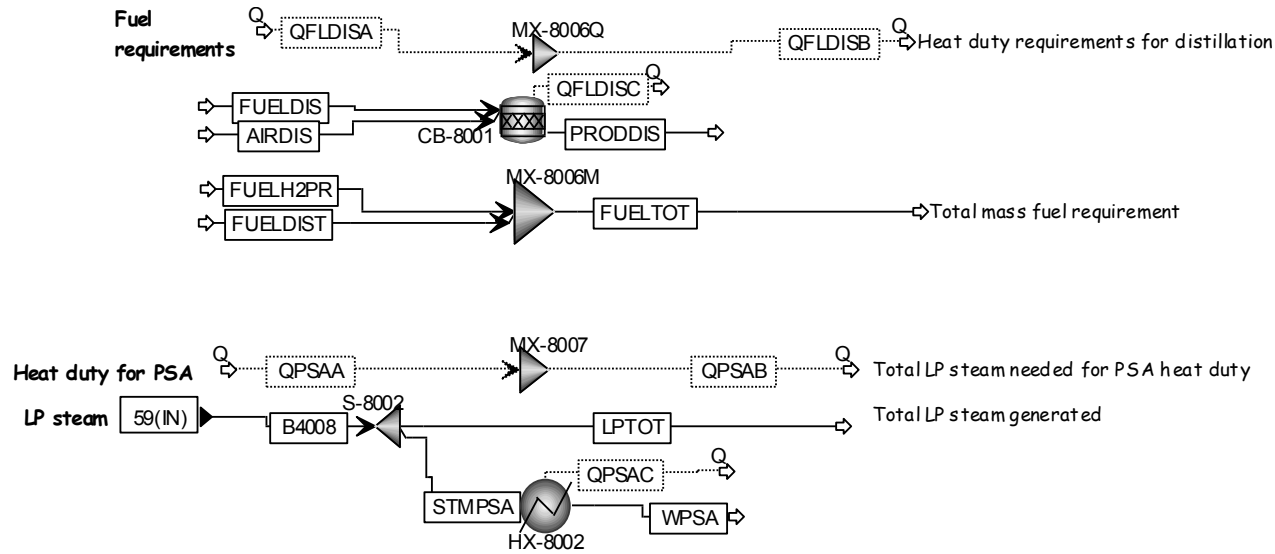 Fuel
requirements
Q
QFLDISA
MX-8006Q
QFLDISB
Q
Heat duty requirements for distillation
QFLDISC
Q
FUELDIS
AIRDIS
CB-8001
PRODDIS
FUELH2PR
FUELDIST
MX-8006M
FUELTOT
Total mass fuel requirement
Heat duty for PSA
Q
QPSAA
MX-8007
QPSAB
Q
Total LP steam needed for PSA heat duty
LP steam
59(IN)
B4008
S-8002
LPTOT
Total LP steam generated
QPSAC
Q
STMPSA
HX-8002
WPSA